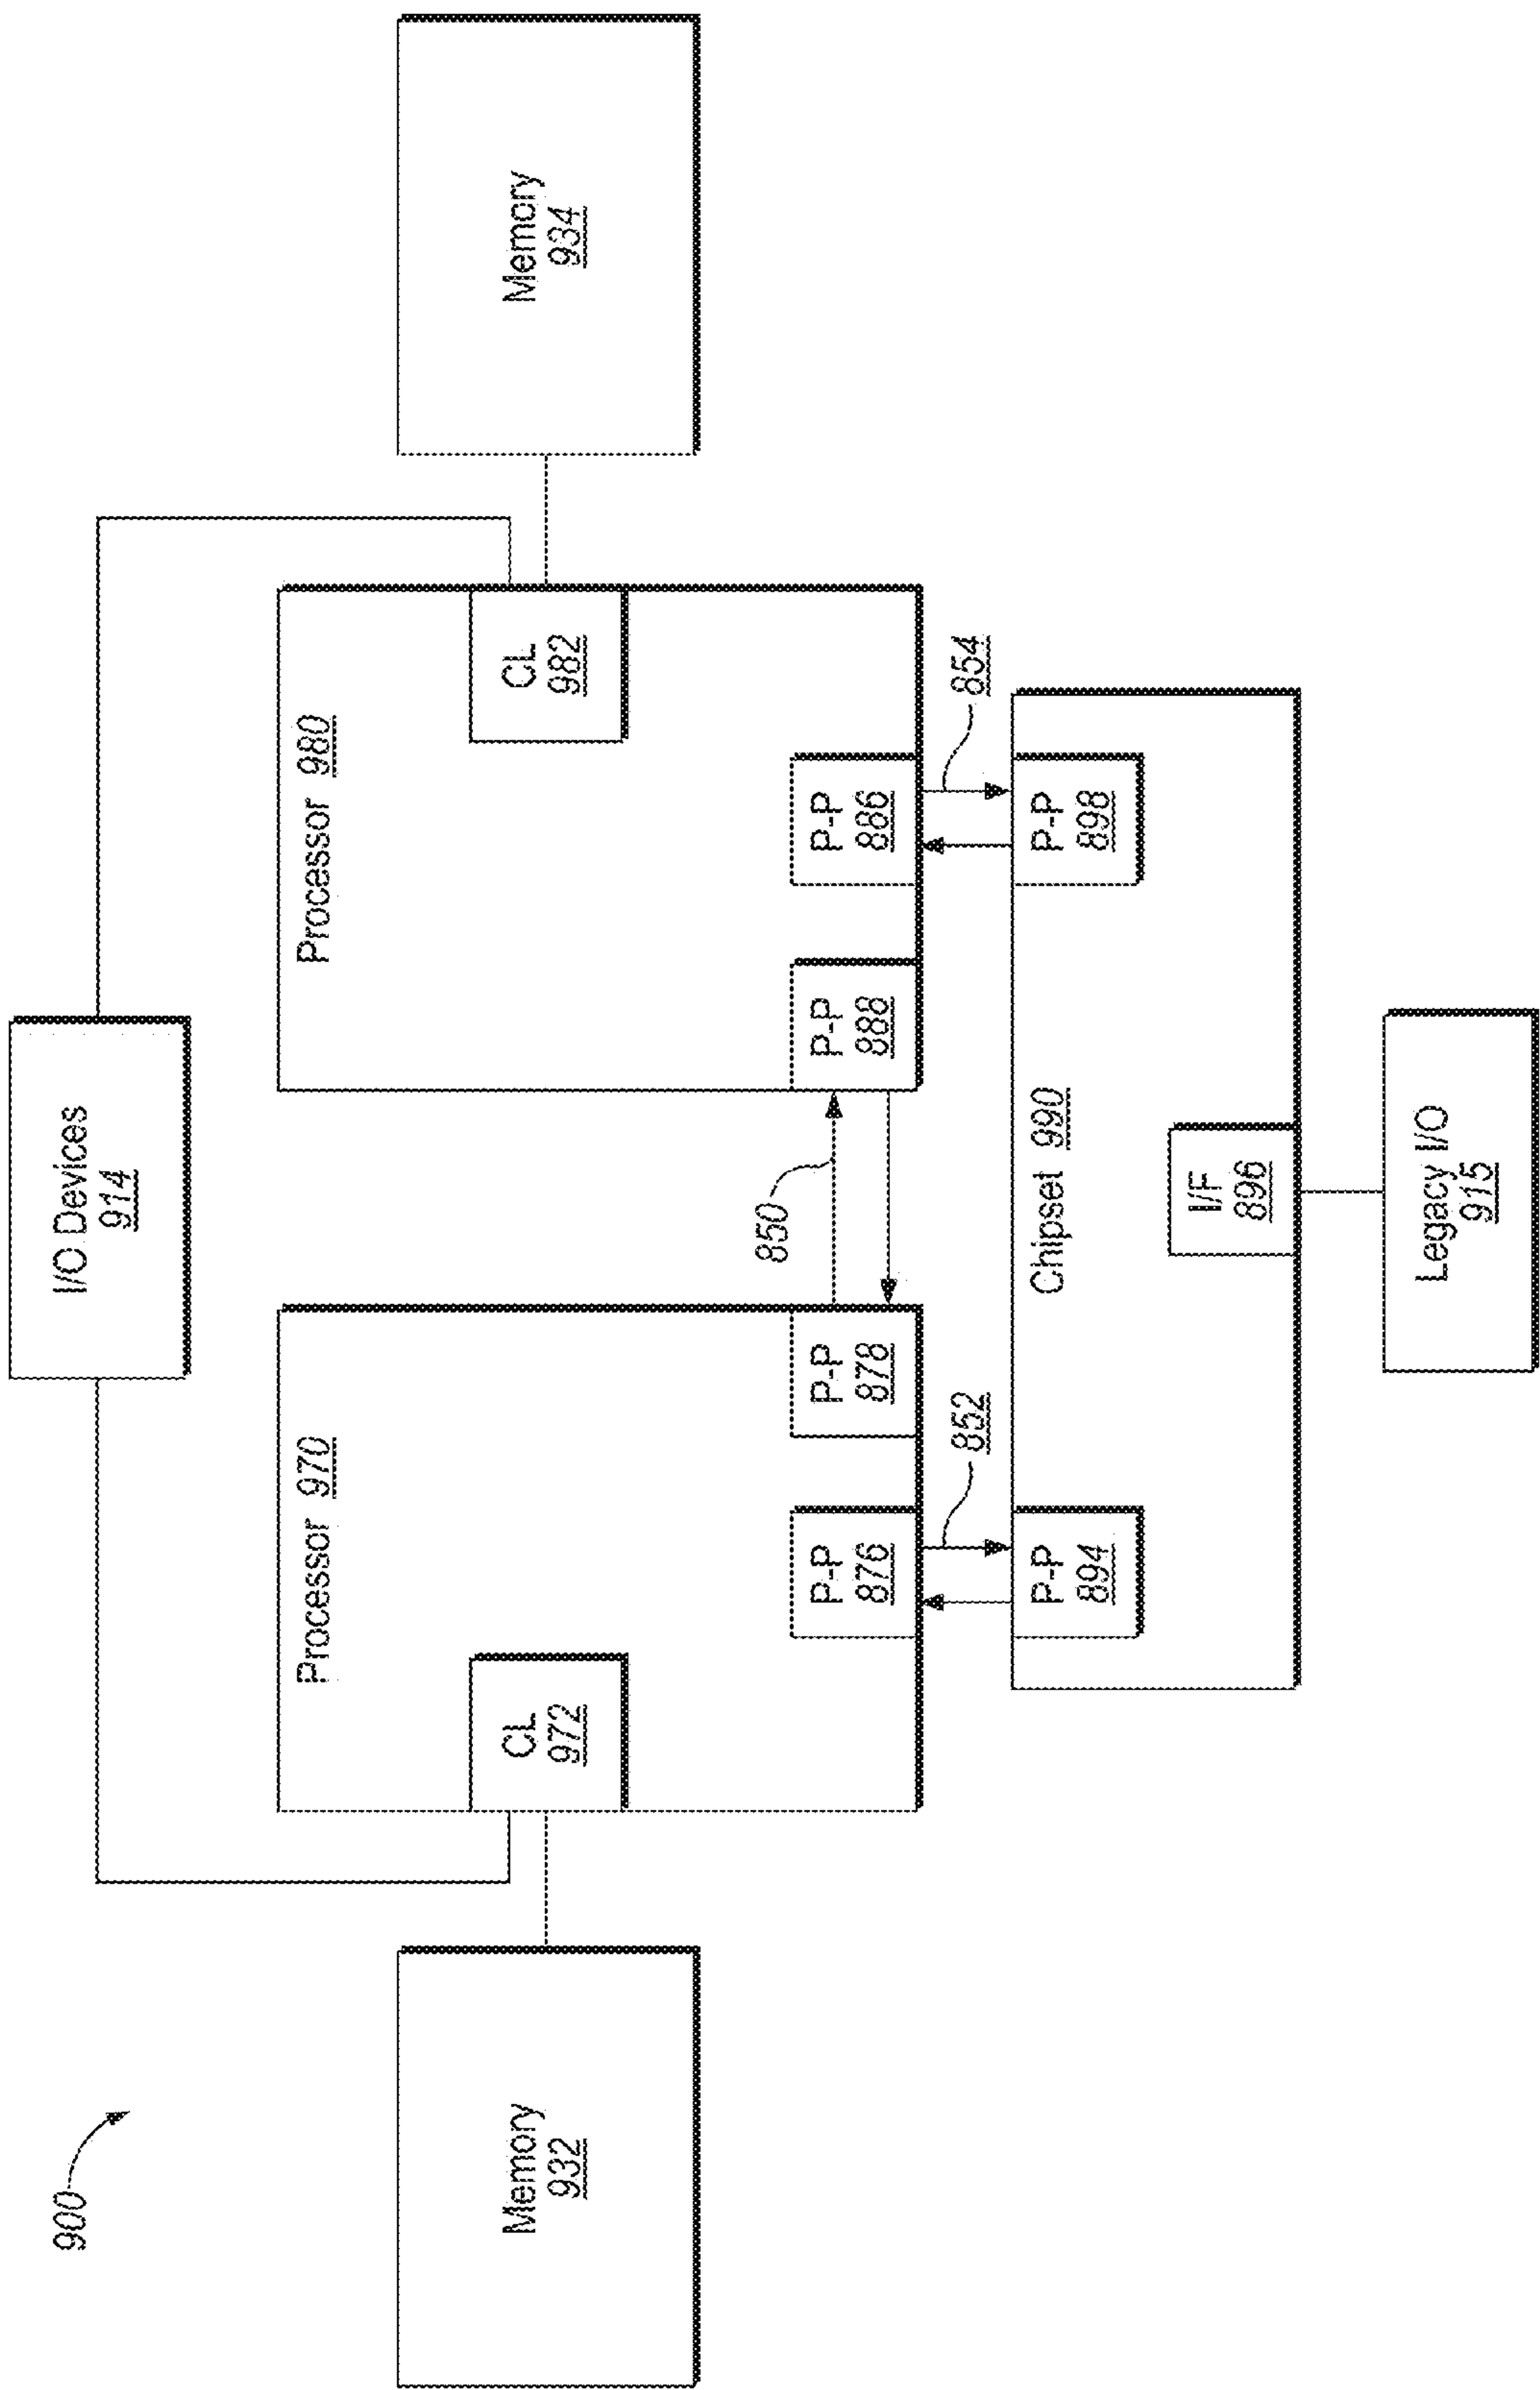 900
I/O Devices
914
Memory
932
Processor 970
CL
972
P-P
876
P-P
878
850
Processor 980
CL
982
P-P
888
P-P
886
Memory
934
852
854
Chipset 990
P-P
894
P-P
898
I/F
896
Legacy I/O
915